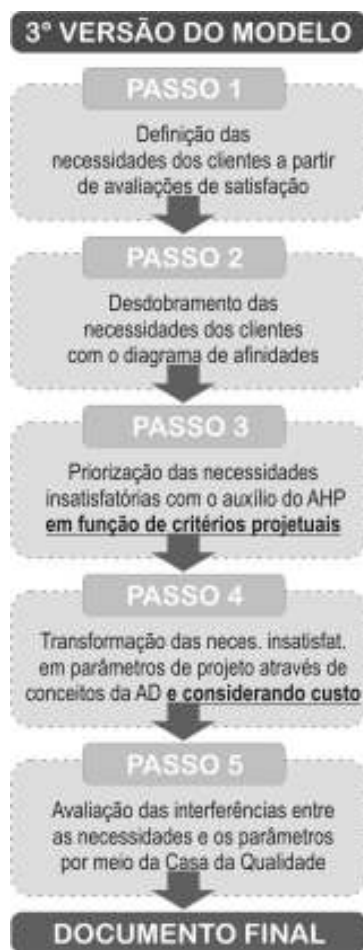 3° VERSÃO DO MODELO
PASSO 1
Definição das
necessidades dos clientes a partir
de avaliações de satisfação
PASSO 2
Desdobramento das
necessidades dos clientes
com o diagrama de afinidades
PASSO 3
Priorização das necessidades
insatisfatórias com o auxílio do AHP
em função de critérios projetuais
PASSO 4
Transformação das neces. insatisfat.
em parâmetros de projeto através de
conceitos da AD e considerando custo
PASSO 5
Avaliação das interferências entre
as necessidades e os parâmetros
por meio da Casa da Qualidade
DOCUMENTO FINAL